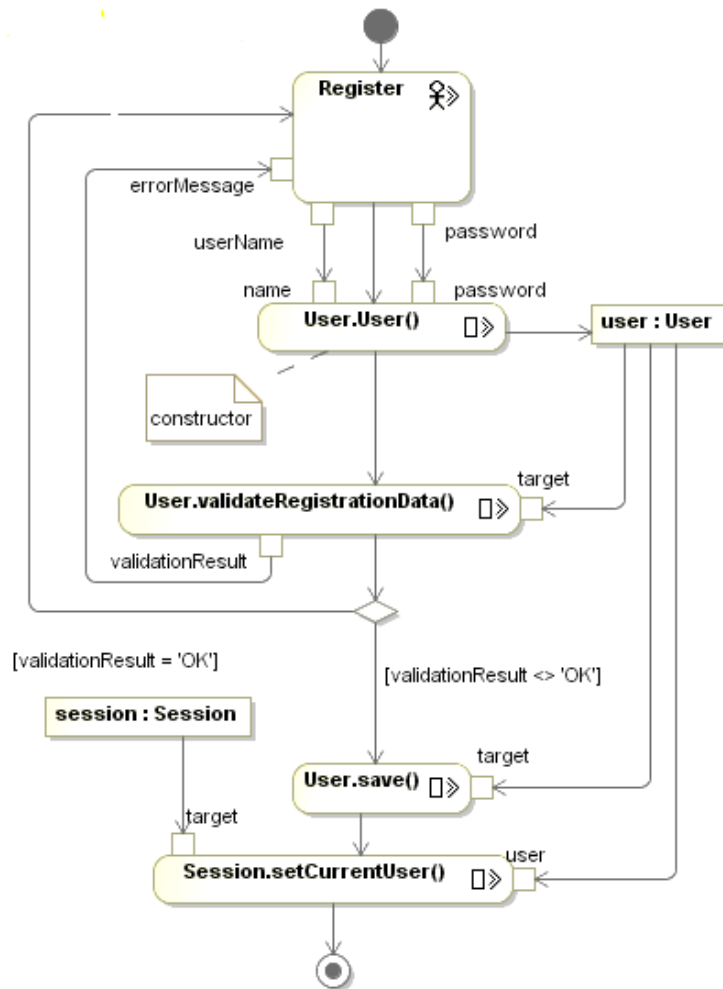 Register
errorMessage
userName
password
name
password
User.User()
user : User
constructor
User.validateRegistrationData()
target
validationResult
[validationResult = 'OK']
[validationResult <> 'OK']
session : Session
User.save()
target
target
Session.setCurrentUser()
user